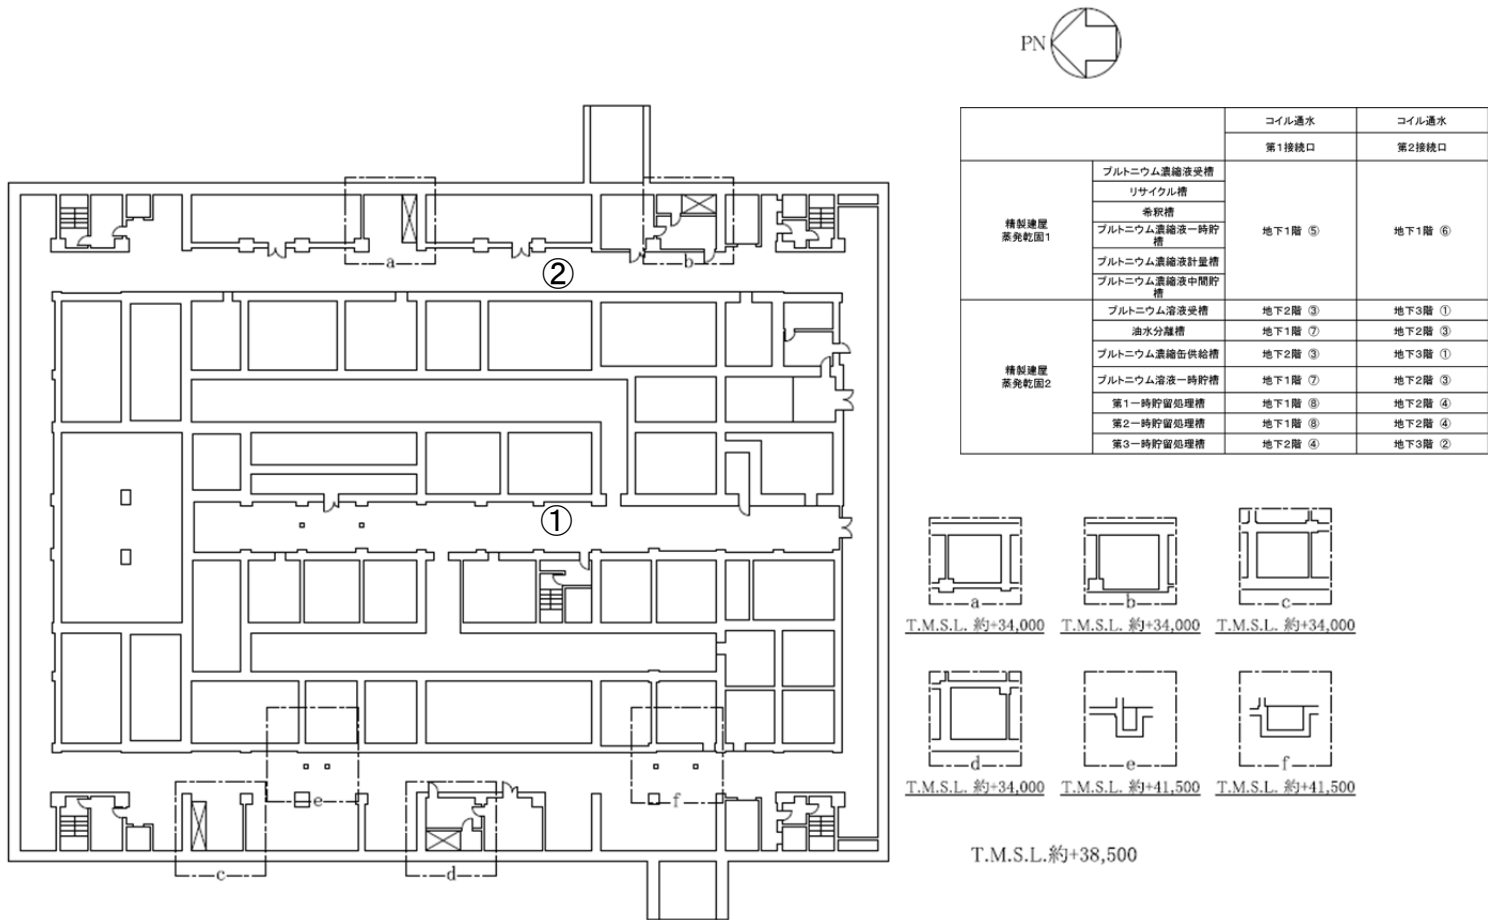 PN
コイル通水 コイル通水
第1接続口 第2接続口
精製建屋
蒸発乾固1
プルトニウム濃縮液受槽
リサイクル槽
希釈槽
プルトニウム濃縮液一時貯
槽
プルトニウム濃縮液計量槽
プルトニウム濃縮液中間貯
槽
地下1階 ⑤ 地下1階 ⑥
精製建屋
蒸発乾固2
プルトニウム溶液受槽 地下2階 ③ 地下3階 ①
油水分離槽 地下1階 ⑦ 地下2階 ③
プルトニウム濃縮缶供給槽 地下2階 ③ 地下3階 ①
プルトニウム溶液一時貯槽 地下1階 ⑦ 地下2階 ③
第1一時貯留処理槽 地下1階 ⑧ 地下2階 ④
第2一時貯留処理槽 地下1階 ⑧ 地下2階 ④
第3一時貯留処理槽 地下2階 ④ 地下3階 ②
a
b
②
①
e
f
c
d
a b c
T.M.S.L. 約+34,000 T.M.S.L. 約+34,000 T.M.S.L. 約+34,000
d e f
T.M.S.L. 約+34,000 T.M.S.L. 約+41,500 T.M.S.L. 約+41,500
T.M.S.L.約+38,500